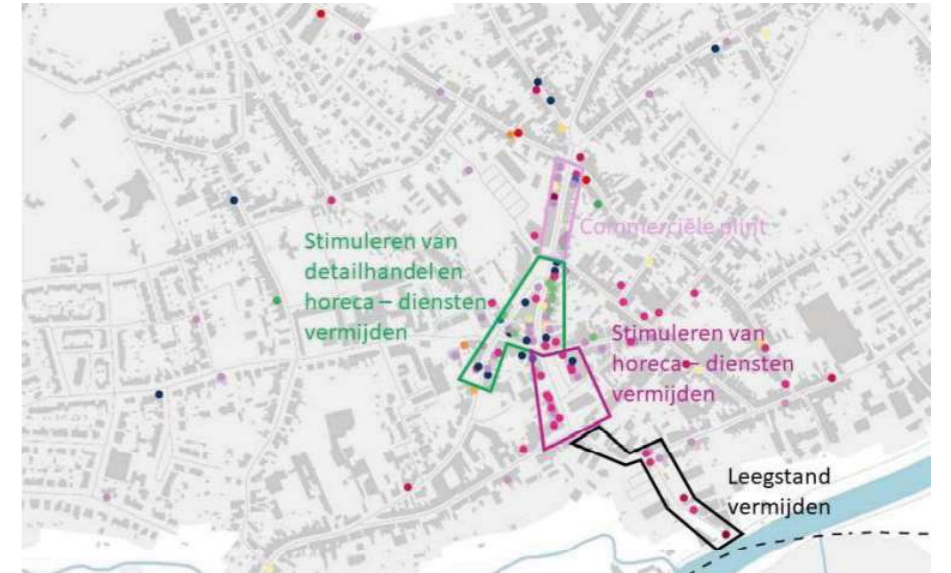 Commerciële plint
Stimuleren van
detailhandel en
horeca – diensten
vermijden
Stimuleren van
horeca – diensten
vermijden
Leegstand
vermijden